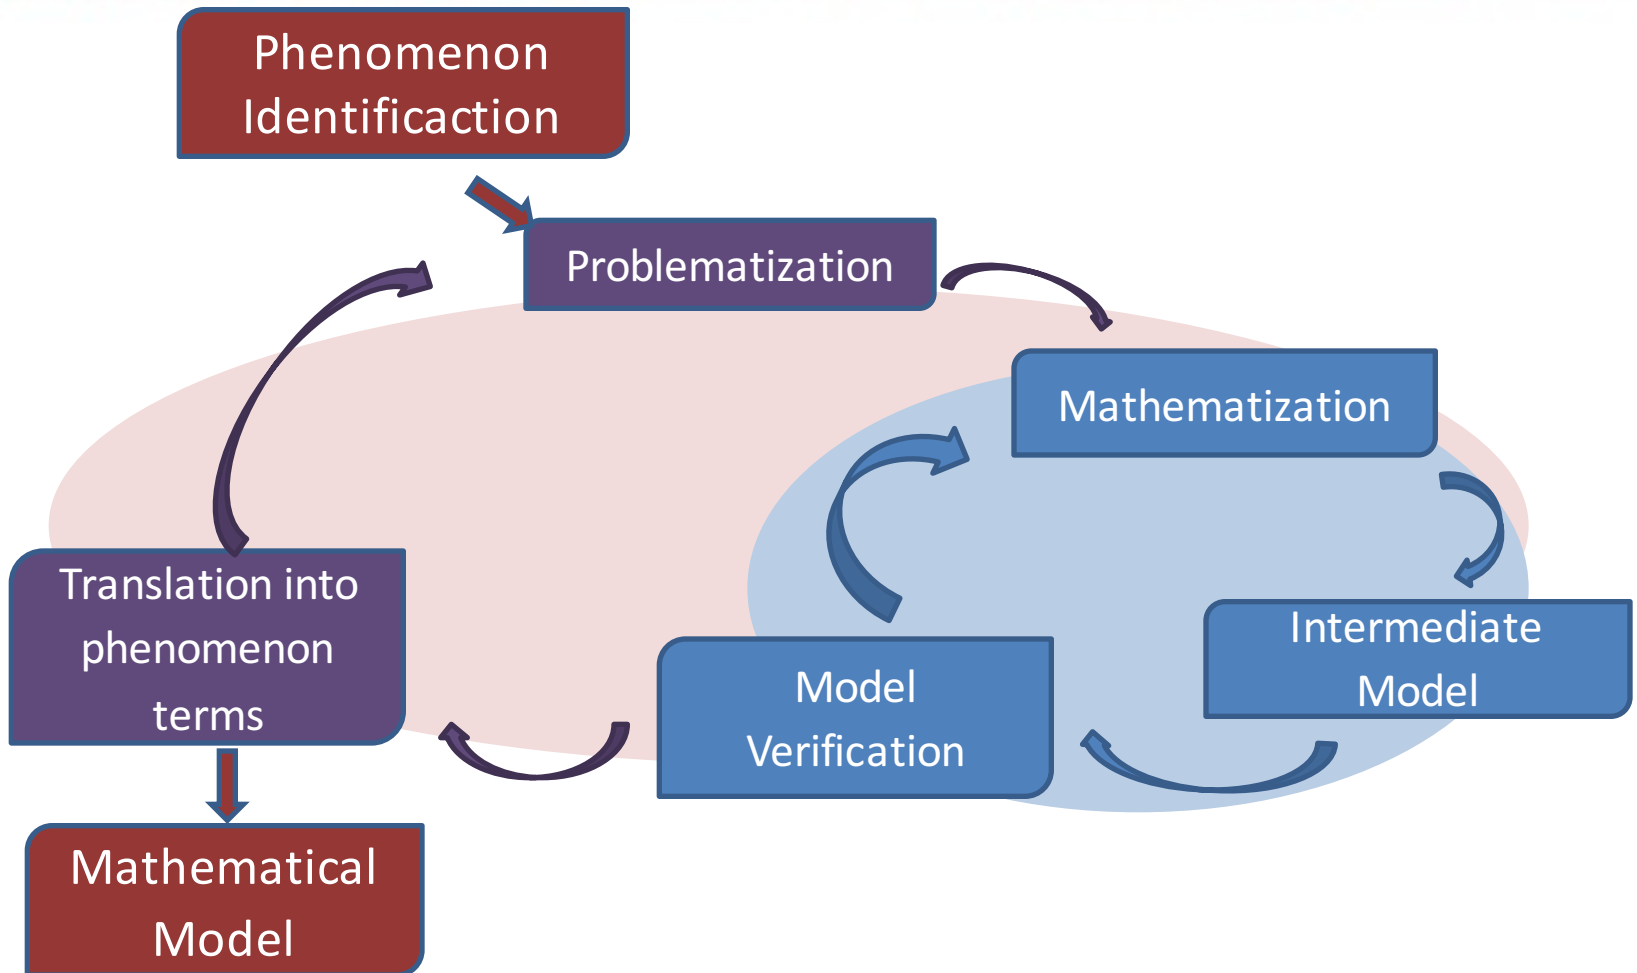 Phenomenon
Identificaction
Problematization
Mathematization
Intermediate
Model
Model
Verification
Translation into
phenomenon
terms
Mathematical
Model